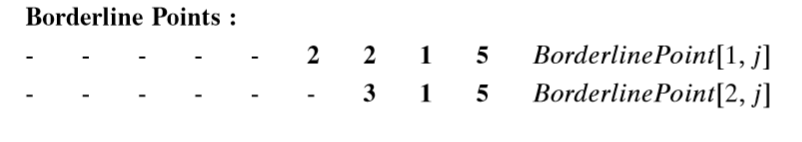 Borderline Points :
- - - - - 2 2 1 5 BorderlinePoint[1, j]
- - - - - - 3 1 5 BorderlinePoint[2, j]